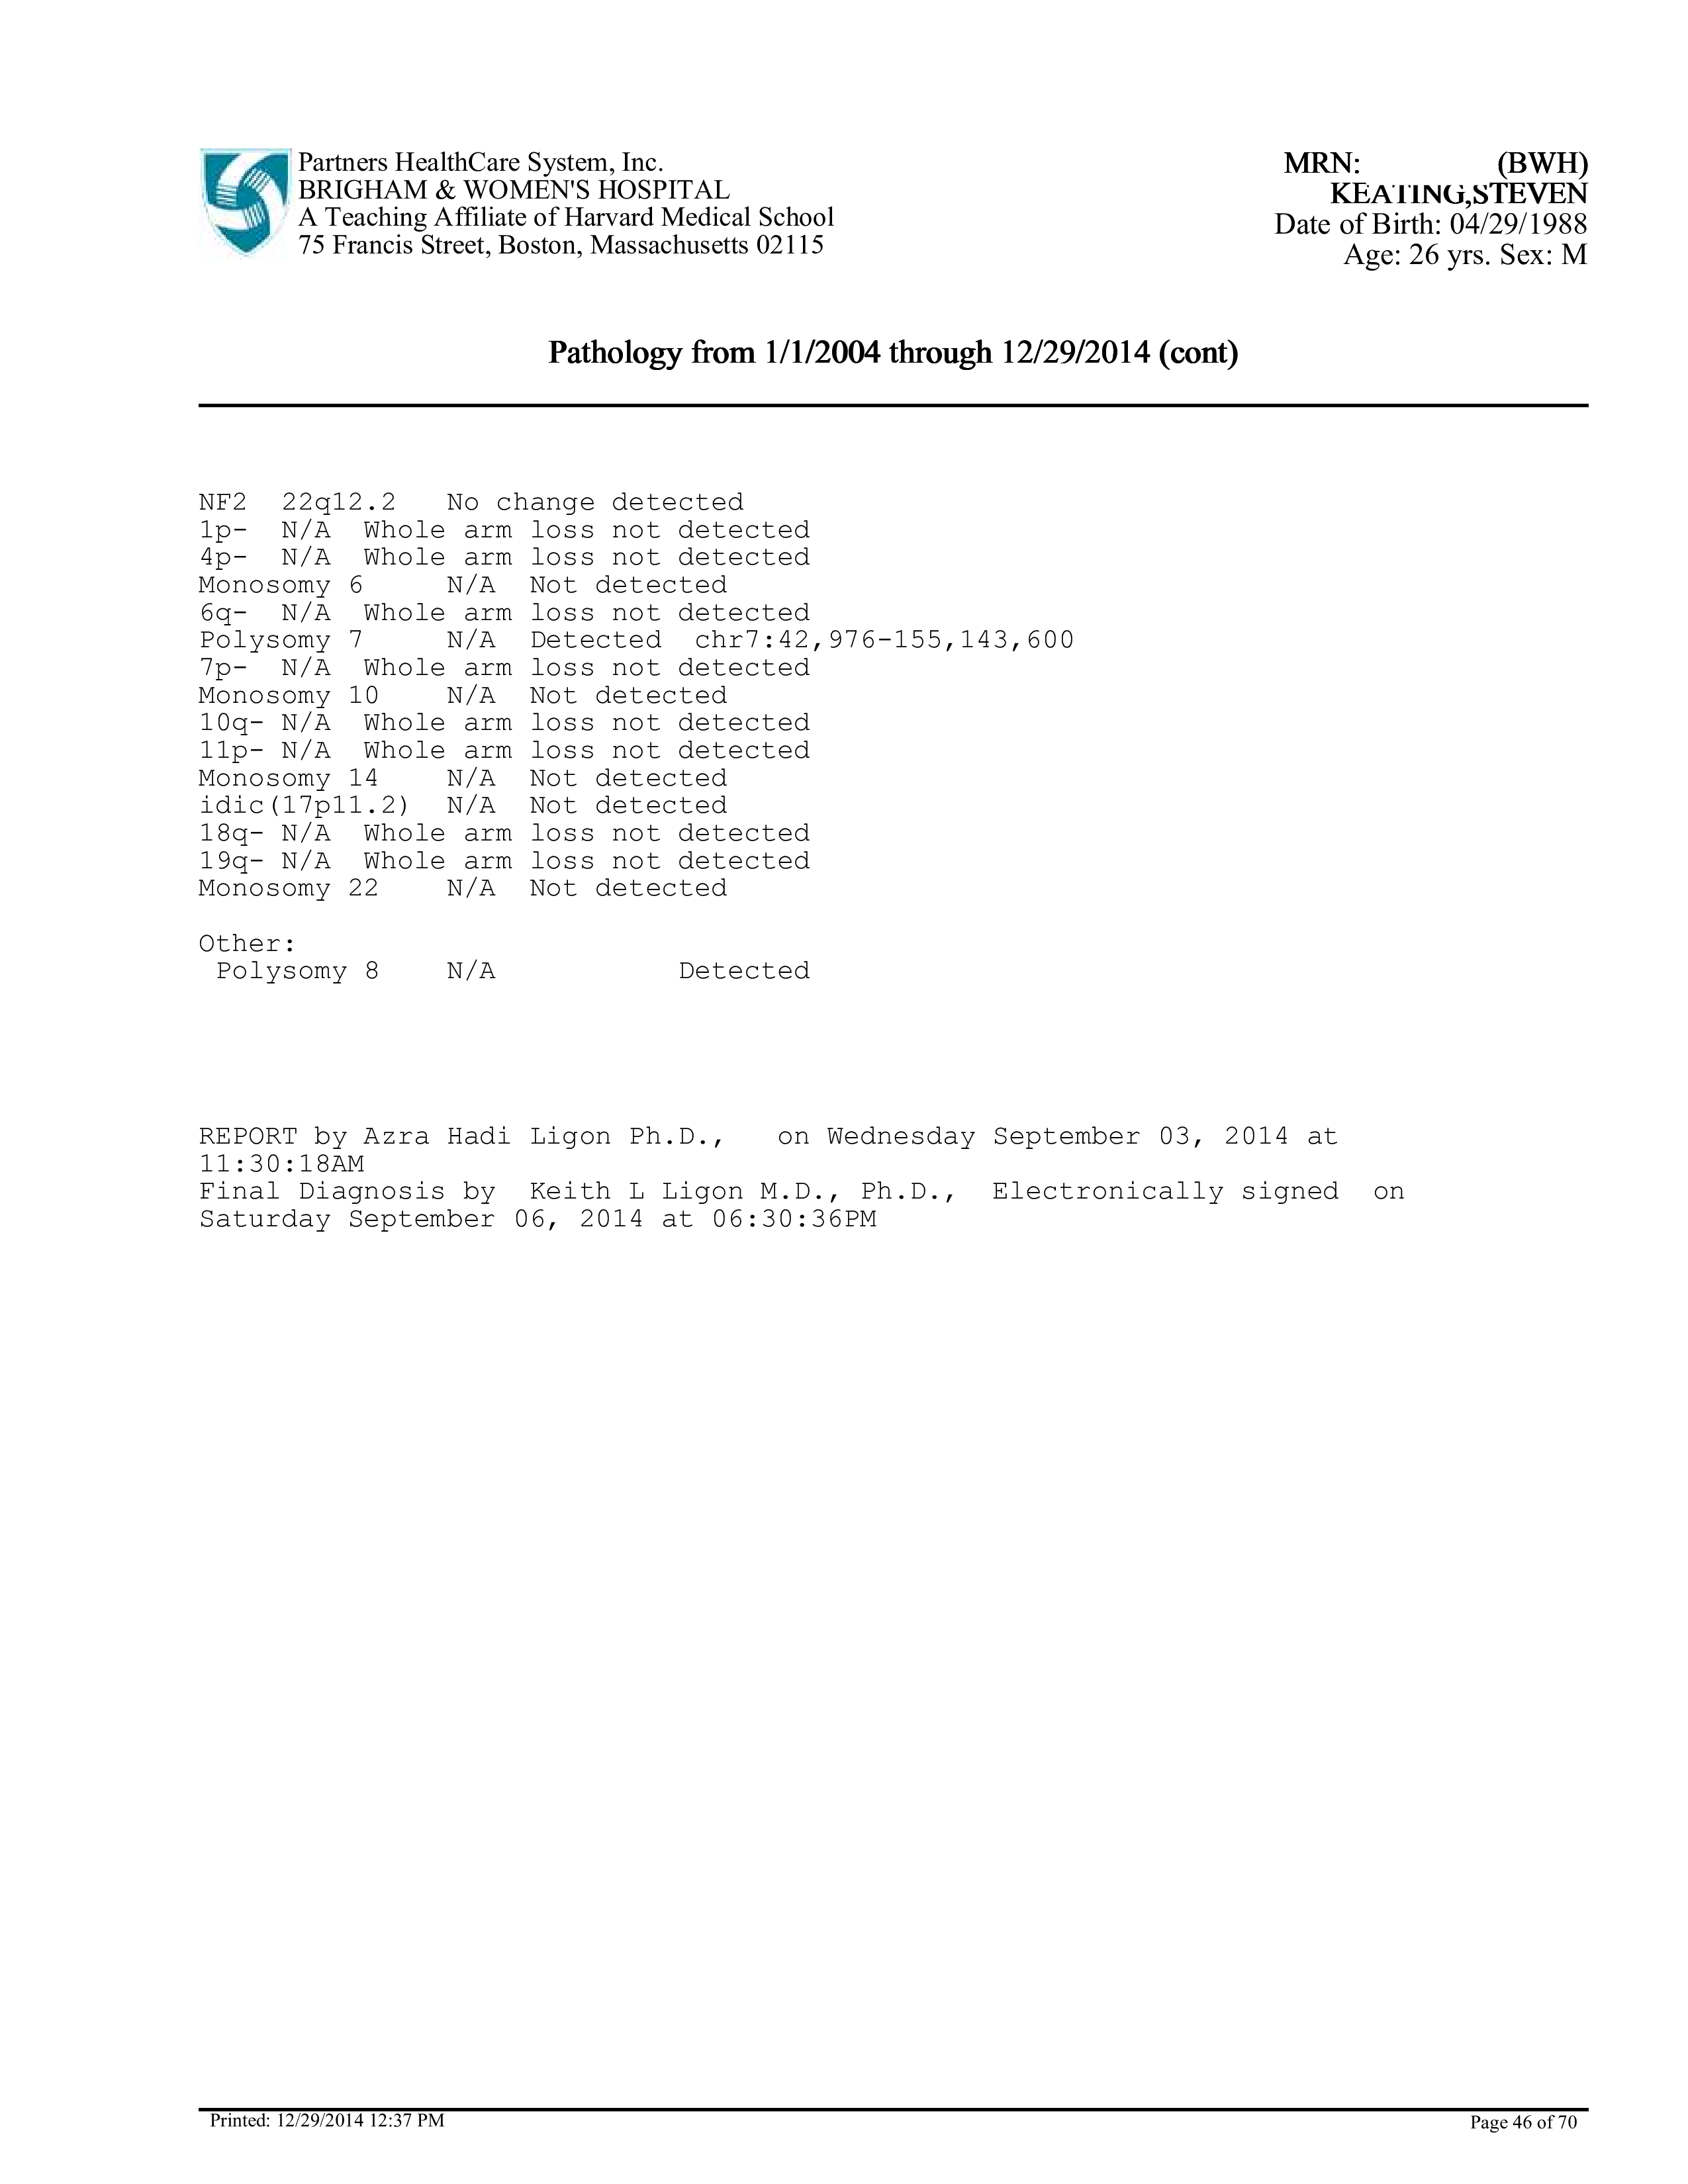 Partners HealthCare System, Inc.
BRIGHAM & WOMEN'S HOSPITAL
A Teaching Affiliate of Harvard Medical School
75 Francis Street, Boston, Massachusetts 02115
MRN: (BWH)
KEATING,STEVEN
Date of Birth: 04/29/1988
Age: 26 yrs. Sex: M
Pathology from 1/1/2004 through 12/29/2014 (cont)
NF2 22q12.2 No change detected
1p- N/A Whole arm loss not detected
4p- N/A Whole arm loss not detected
Monosomy 6 N/A Not detected
6q- N/A Whole arm loss not detected
Polysomy 7 N/A Detected chr7:42,976-155,143,600
7p- N/A Whole arm loss not detected
Monosomy 10 N/A Not detected
10q- N/A Whole arm loss not detected
11p- N/A Whole arm loss not detected
Monosomy 14 N/A Not detected
idic(17p11.2) N/A Not detected
18q- N/A Whole arm loss not detected
19q- N/A Whole arm loss not detected
Monosomy 22 N/A Not detected
Other:
Polysomy 8 N/A Detected
REPORT by Azra Hadi Ligon Ph.D., on Wednesday September 03, 2014 at
11:30:18AM
Final Diagnosis by Keith L Ligon M.D., Ph.D., Electronically signed on
Saturday September 06, 2014 at 06:30:36PM
Printed: 12/29/2014 12:37 PM
Page 46 of 70